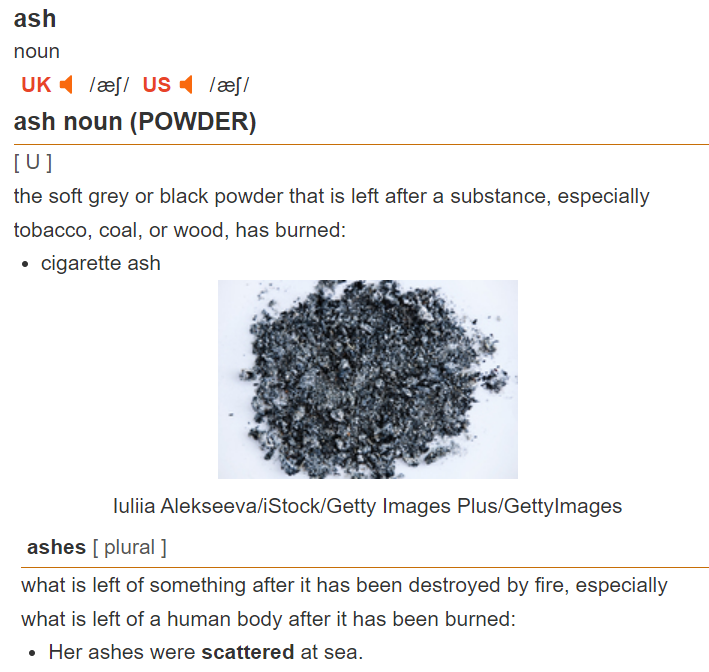 ash
noun
UK /æʃ/ US /æʃ/
ash noun (POWDER)
[ U ]
the soft grey or black powder that is left after a substance, especially
tobacco, coal, or wood, has burned:
• cigarette ash
Iuliia Alekseeva/iStock/Getty Images Plus/GettyImages
ashes [ plural ]
what is left of something after it has been destroyed by fire, especially
what is left of a human body after it has been burned:
• Her ashes were scattered at sea.